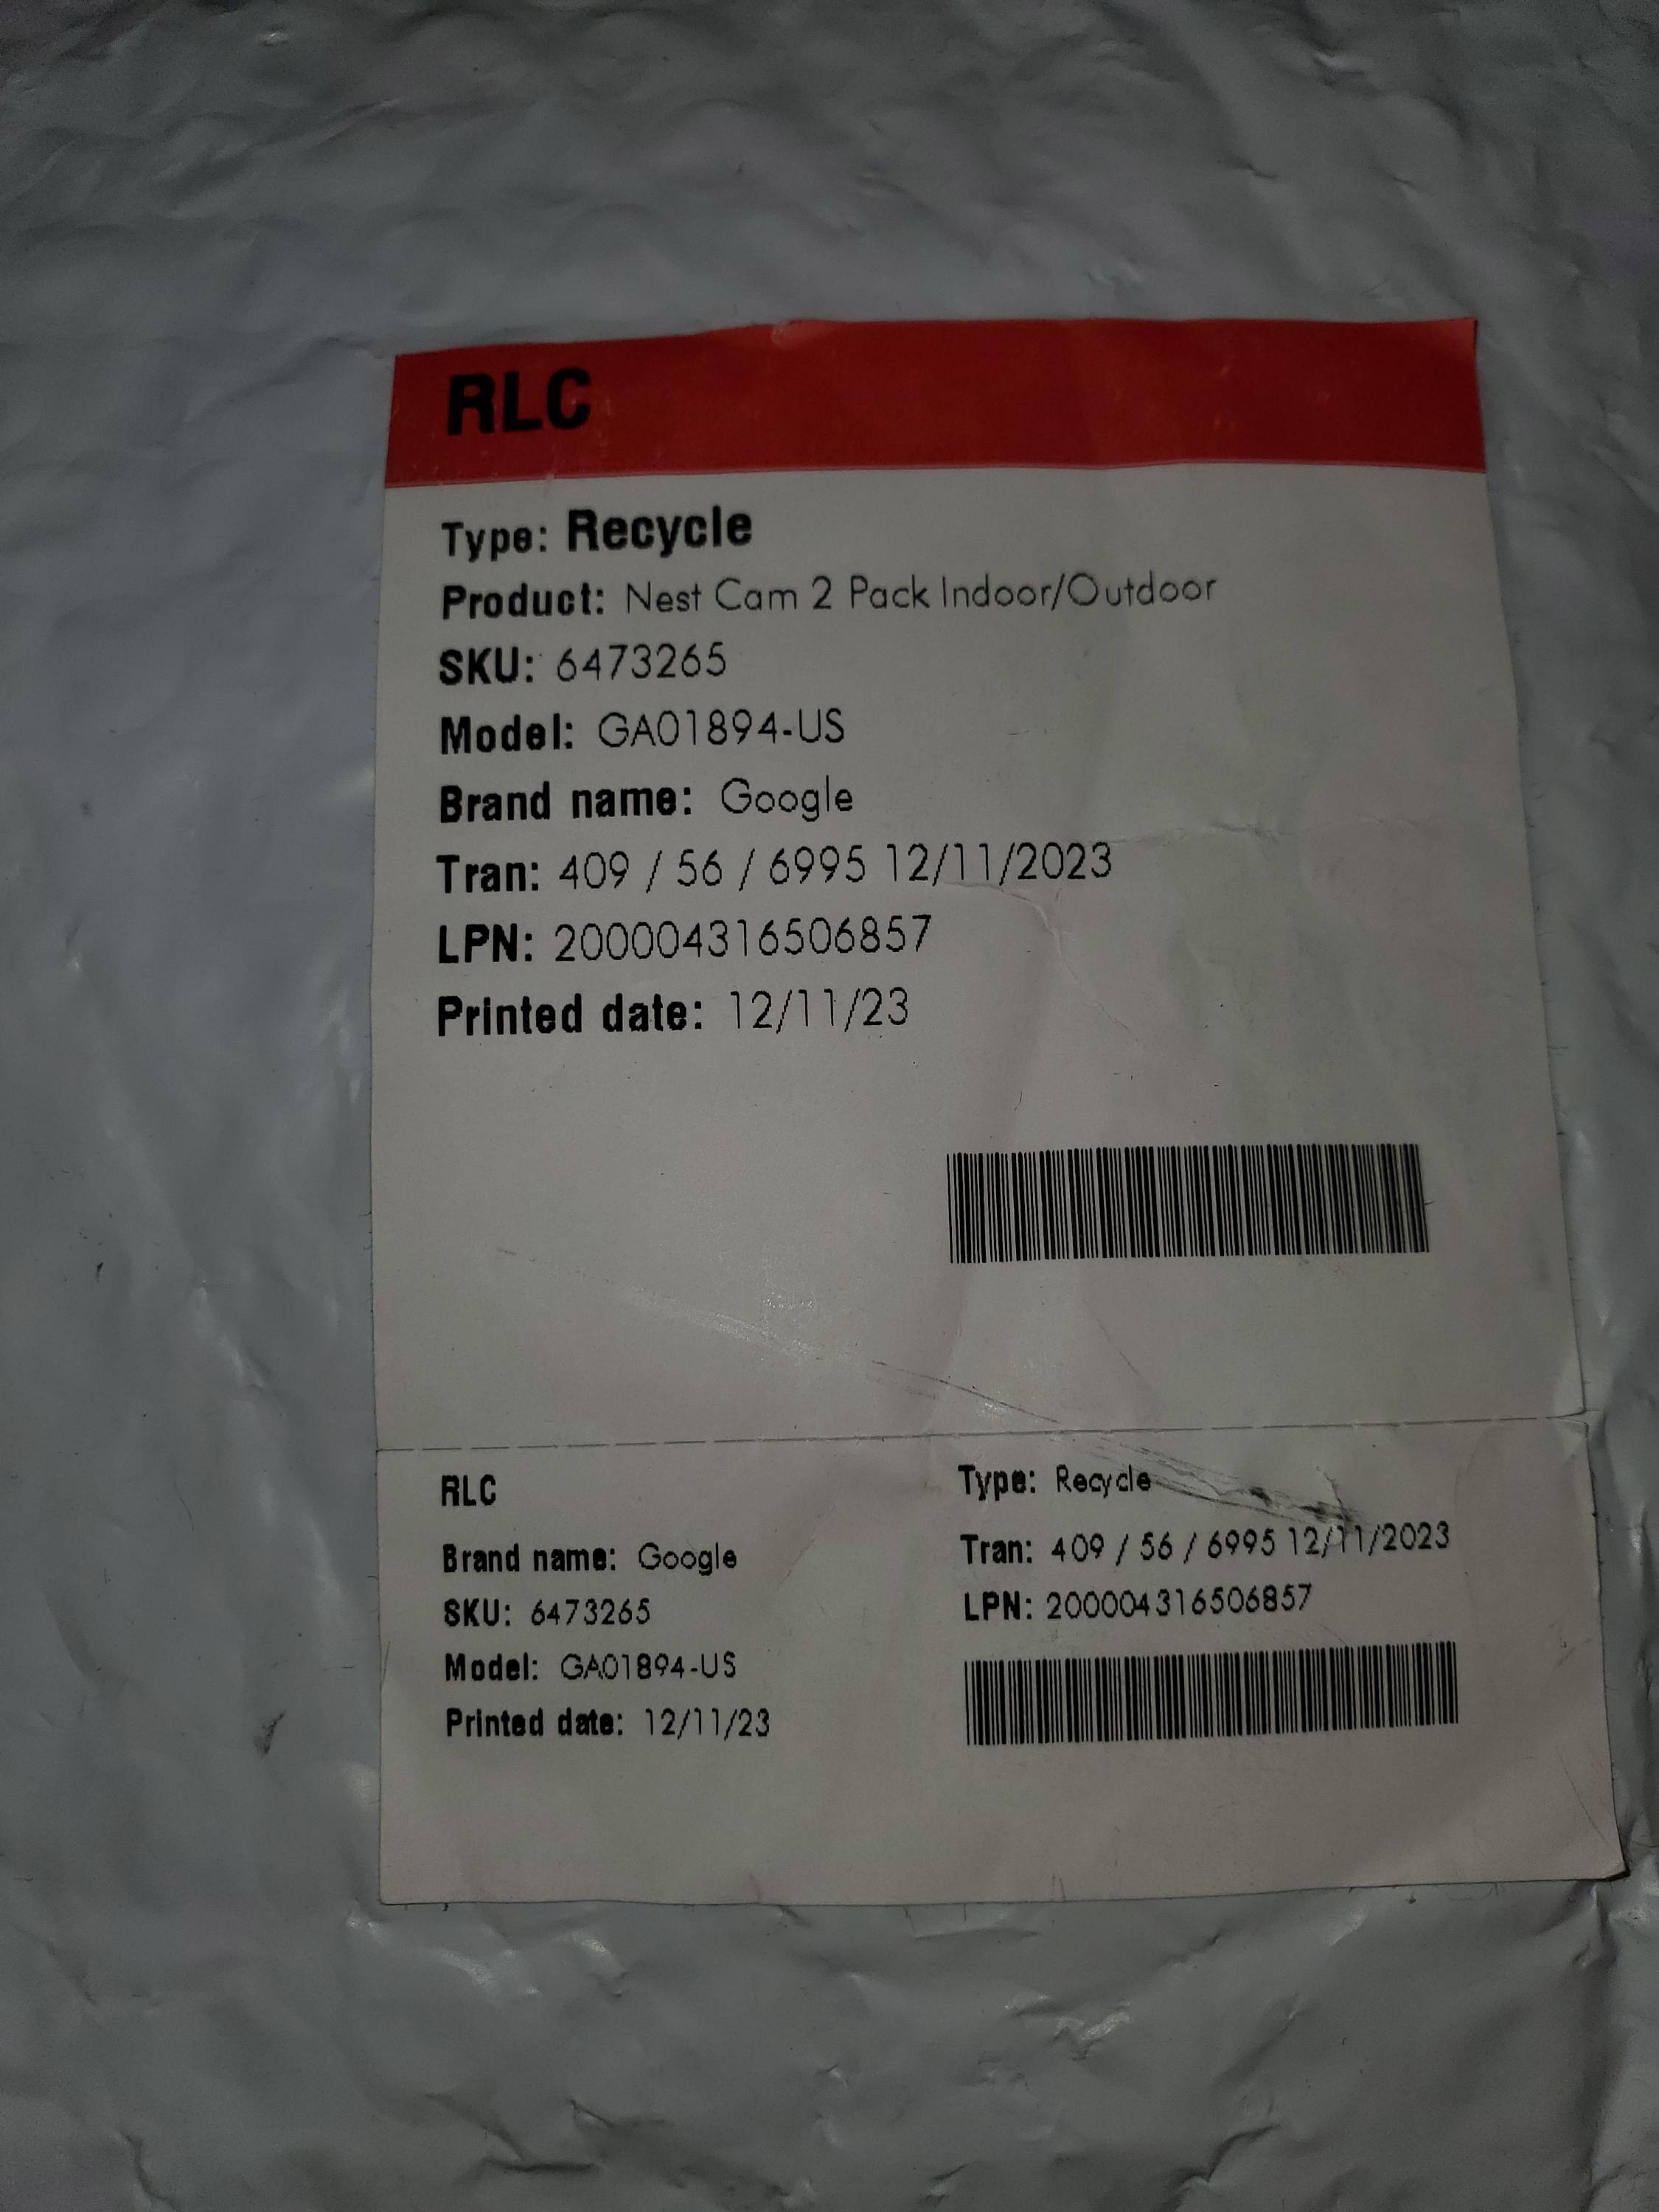 RLC
Type: Recycle
Product: Nest Cam 2 Pack Indoor/Outdoor
SKU: 6473265
Model: GA01894-US
Brand name: Google
Tran: 409 / 56 / 6995 12/11/2023
LPN: 200004316506857
Printed date: 12/11/23
RLC
Brand name: Google
SKU: 6473265
Model: GA01894-US
Printed date: 12/11/23
Type: Recycle
Tran: 409 / 56 / 6995 12/11/2023
LPN: 200004316506857